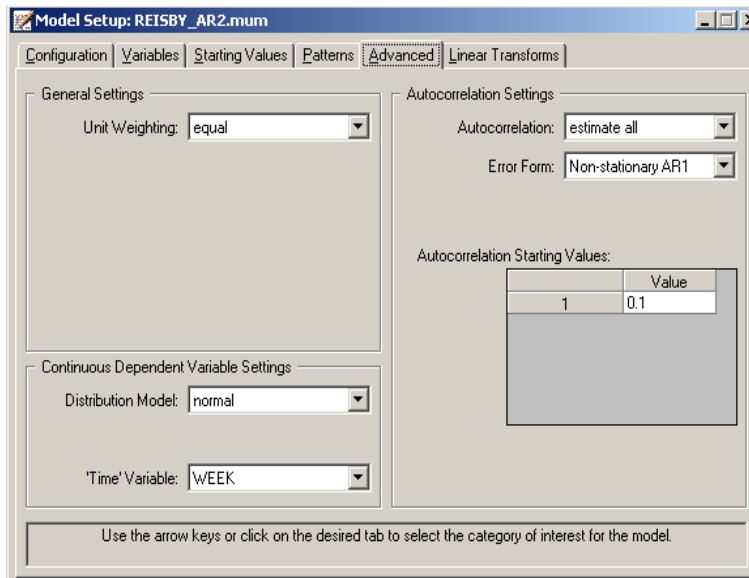 Model Setup: REISBY_AR2.mum
Configuration Variables Starting Values Patterns Advanced Linear Transforms
General Settings
Unit Weighting: equal
Autocorrelation Settings
Autocorrelation: estimate all
Error Form: Non-stationary AR1
Autocorrelation Starting Values:
Value
1 0.1
Continuous Dependent Variable Settings
Distribution Model: normal
'Time' Variable: WEEK
Use the arrow keys or click on the desired tab to select the category of interest for the model.